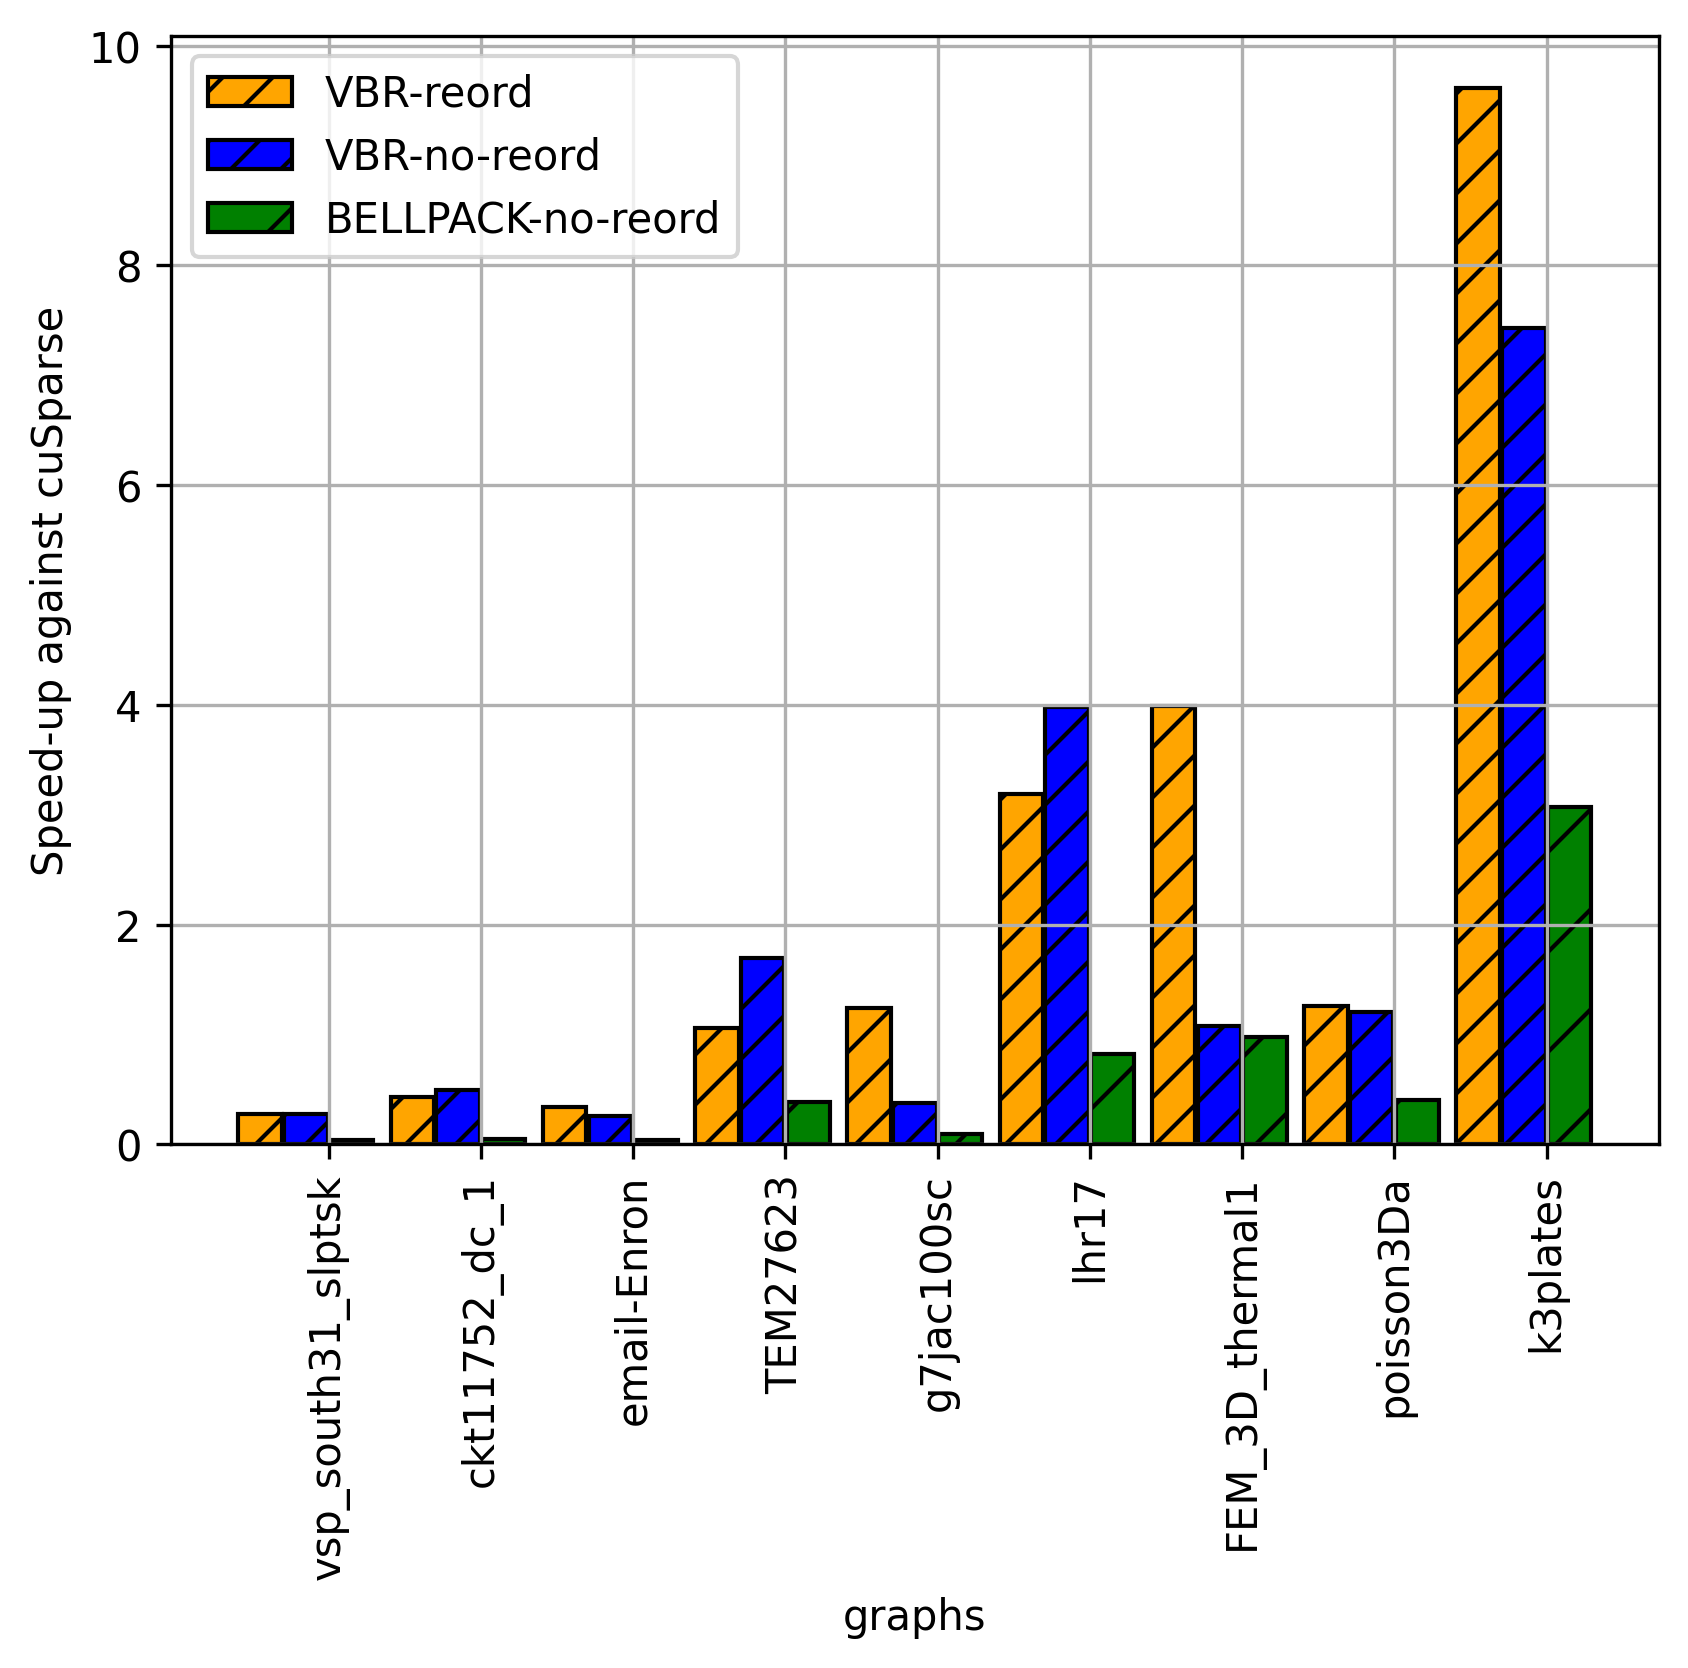 10
8
6
4
2
0
Speed-up against cuSparse
VBR-reord
VBR-no-reord
BELLPACK-no-reord
vsp_south31_slptsk
ckt11752_dc_1
email-Enron
TEM27623
g7jac100sc
lhr17
FEM_3D_thermal1
poisson3Da
k3plates
graphs